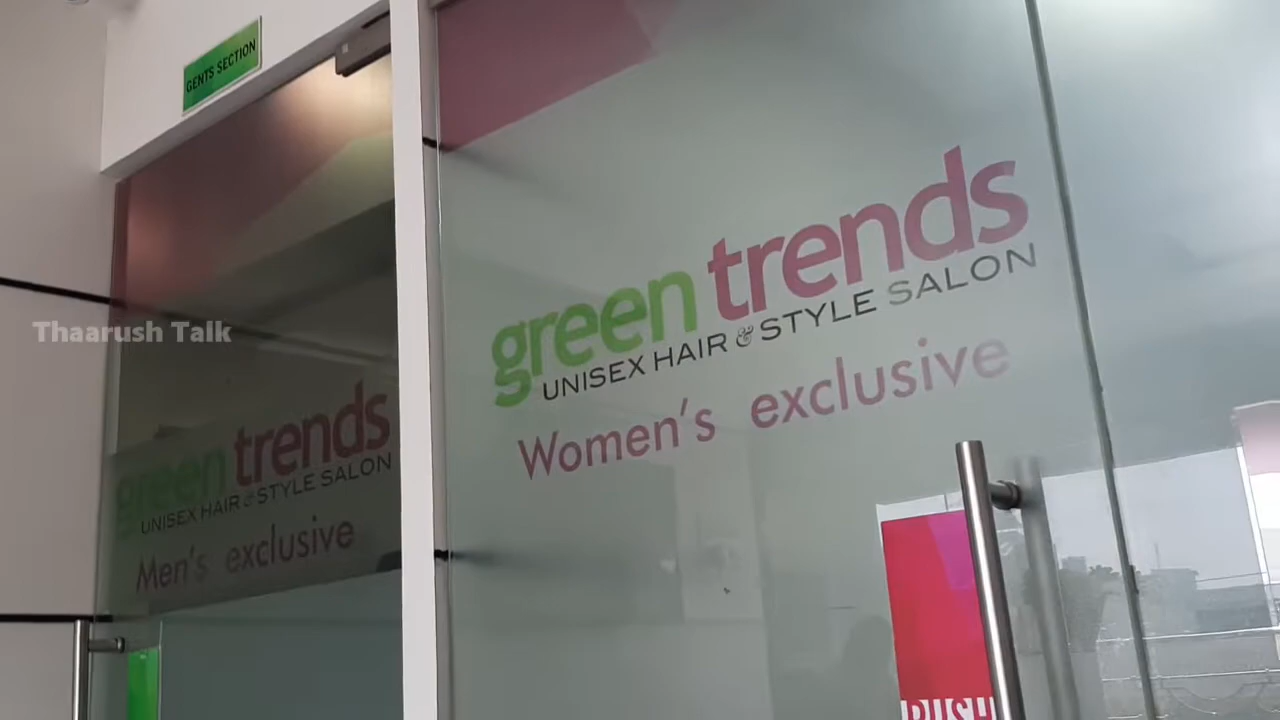 GENTS SECTION
green trends
UNISEX HAIR & STYLE SALON
Women's exclusive
Thaarush Talk
green trends
UNISEX HAIR & STYLE SALON
Men's exclusive
PUSH